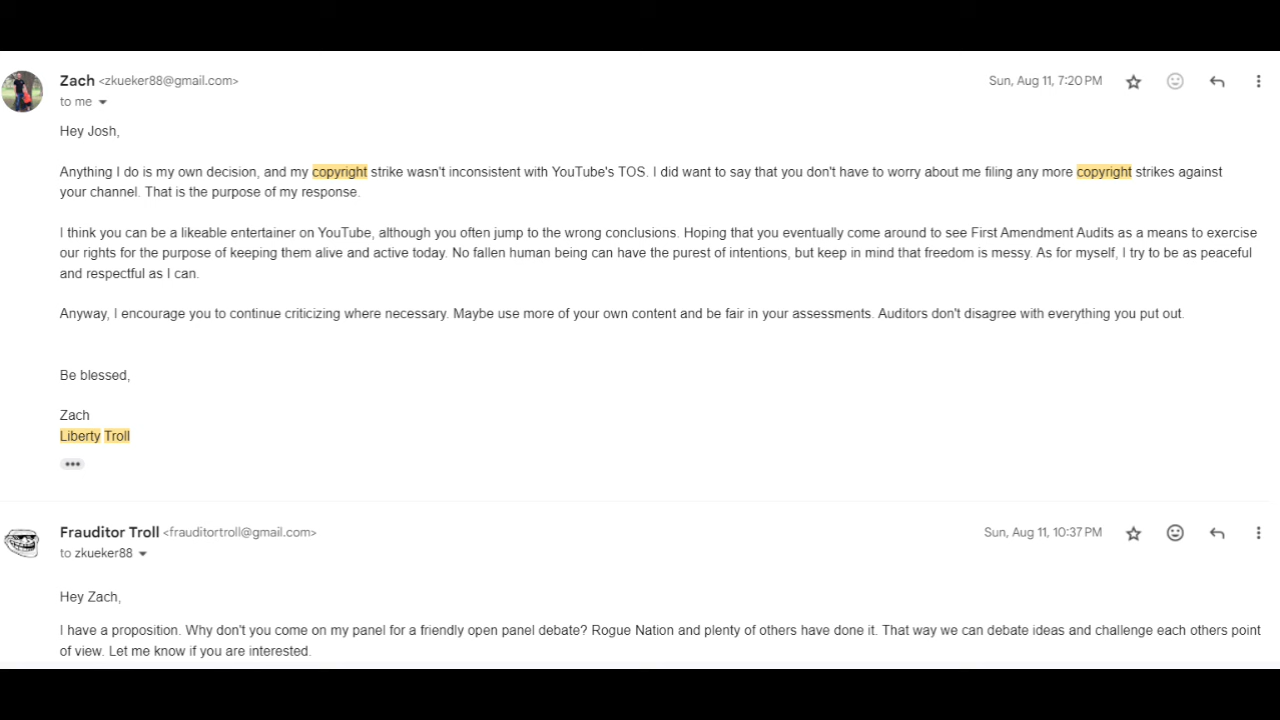 Zach <zkueker88@gmail.com>
Sun, Aug 11, 7:20 PM
to me
Hey Josh,
Anything I do is my own decision, and my copyright strike wasn't inconsistent with YouTube's TOS. I did want to say that you don't have to worry about me filing any more copyright strikes against
your channel. That is the purpose of my response.
I think you can be a likeable entertainer on YouTube, although you often jump to the wrong conclusions. Hoping that you eventually come around to see First Amendment Audits as a means to exercise
our rights for the purpose of keeping them alive and active today. No fallen human being can have the purest of intentions, but keep in mind that freedom is messy. As for myself, I try to be as peaceful
and respectful as I can.
Anyway, I encourage you to continue criticizing where necessary. Maybe use more of your own content and be fair in your assessments. Auditors don't disagree with everything you put out.
Be blessed,
Zach
Liberty Troll
Frauditor Troll <frauditortroll@gmail.com>
Sun, Aug 11, 10:37 PM
to zkueker88
Hey Zach,
I have a proposition. Why don't you come on my panel for a friendly open panel debate? Rogue Nation and plenty of others have done it. That way we can debate ideas and challenge each others point
of view. Let me know if you are interested.